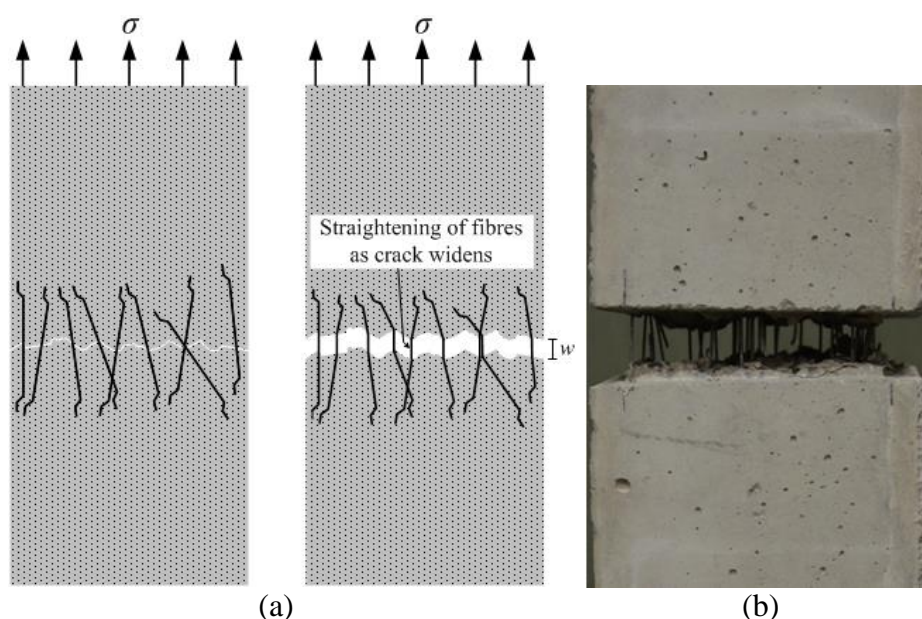 σ
σ
Straightening of fibres
as crack widens
w
(a)
(b)